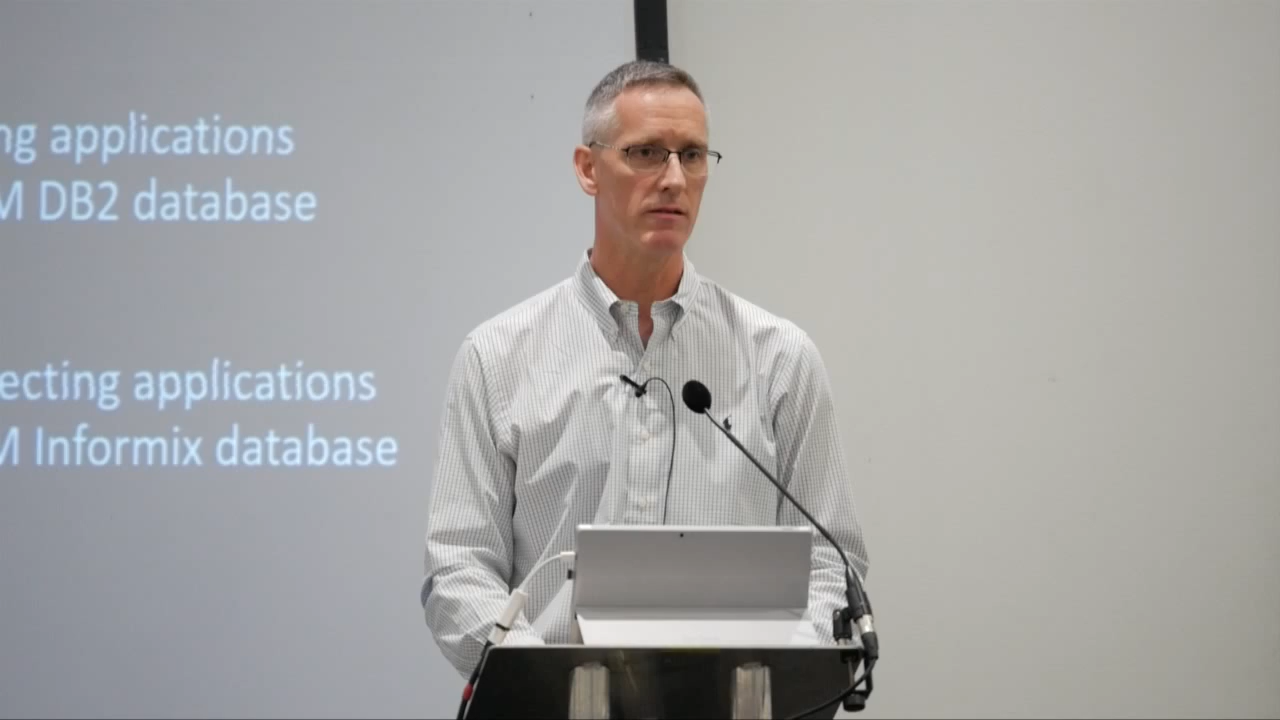 ng applications
M DB2 database
ecting applications
M Informix database